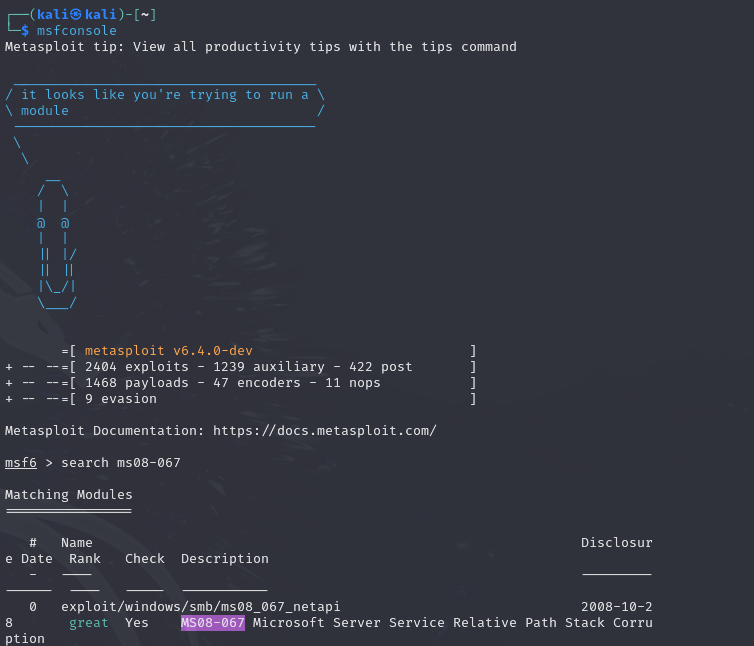 ┌──(kali㉿kali)-[~]
└─$ msfconsole
Metasploit tip: View all productivity tips with the tips command
/ it looks like you're trying to run a \
\ module /
\
\
__
/ \
| |
@ @
| |
|| |/
|| ||
|\_/|
\___/
=[ metasploit v6.4.0-dev ]
+ -- --=[ 2404 exploits - 1239 auxiliary - 422 post ]
+ -- --=[ 1468 payloads - 47 encoders - 11 nops ]
+ -- --=[ 9 evasion ]
Metasploit Documentation: https://docs.metasploit.com/
msf6 > search ms08-067
Matching Modules
================
# Name Disclosur
e Date Rank Check Description
- ---- ---------
------ ---- ----- -----------
0 exploit/windows/smb/ms08_067_netapi 2008-10-2
8 great Yes MS08-067 Microsoft Server Service Relative Path Stack Corru
ption